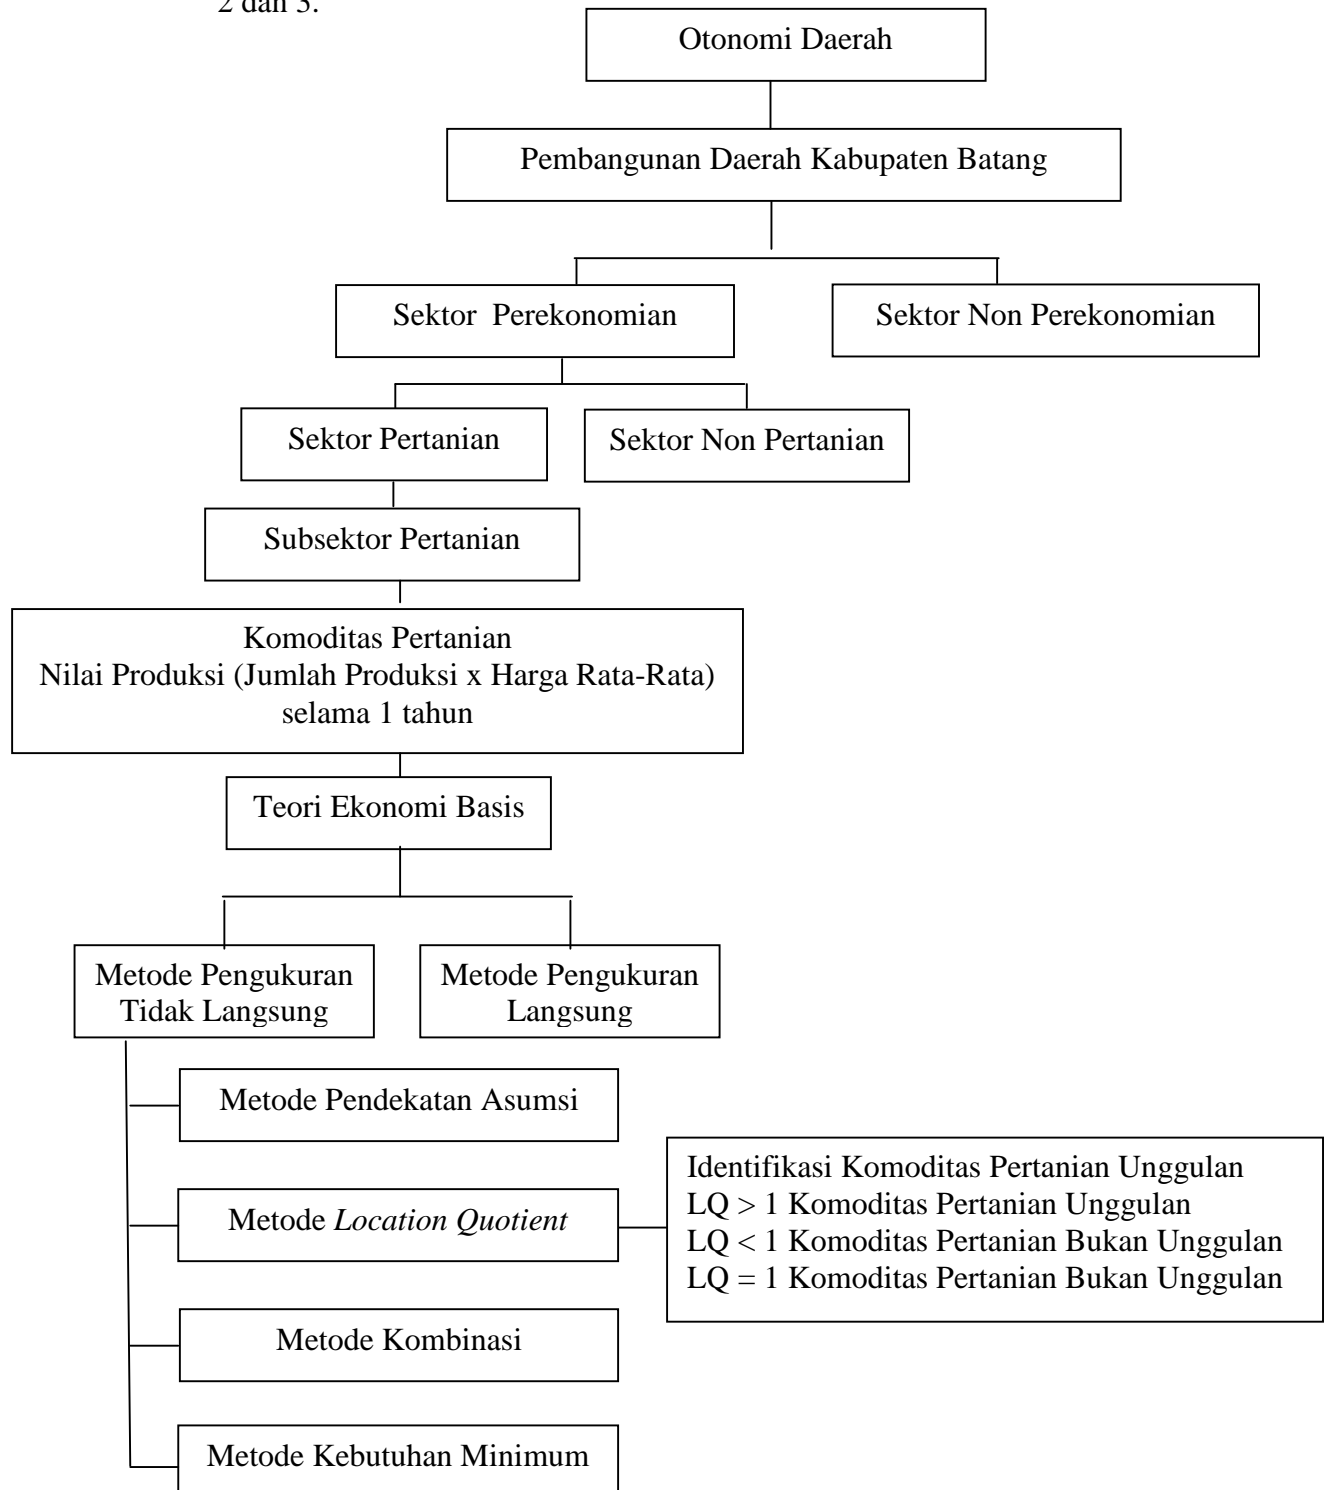 2 dan 3.
Otonomi Daerah
Pembangunan Daerah Kabupaten Batang
Sektor Perekonomian
Sektor Non Perekonomian
Sektor Pertanian
Sektor Non Pertanian
Subsektor Pertanian
Komoditas Pertanian
Nilai Produksi (Jumlah Produksi x Harga Rata-Rata)
selama 1 tahun
Teori Ekonomi Basis
Metode Pengukuran
Tidak Langsung
Metode Pengukuran
Langsung
Metode Pendekatan Asumsi
Metode Location Quotient
Identifikasi Komoditas Pertanian Unggulan
LQ > 1 Komoditas Pertanian Unggulan
LQ < 1 Komoditas Pertanian Bukan Unggulan
LQ = 1 Komoditas Pertanian Bukan Unggulan
Metode Kombinasi
Metode Kebutuhan Minimum